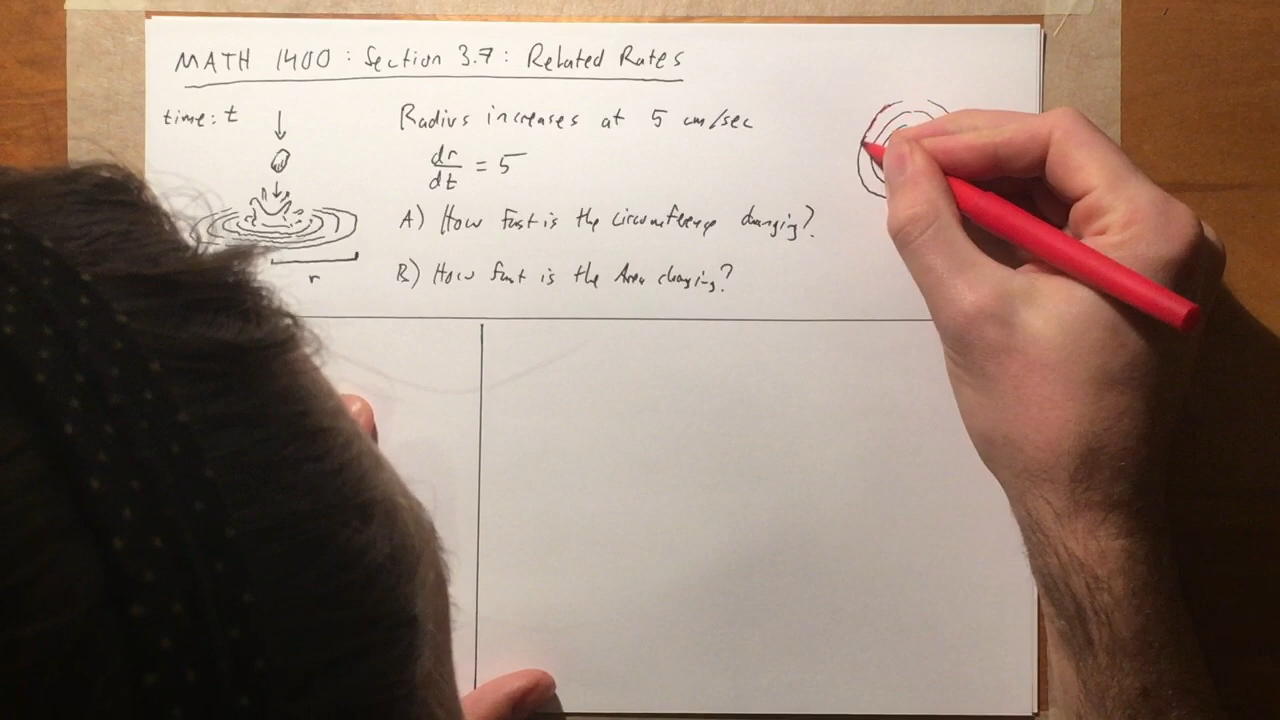 MATH 1400 : Section 3.7 : Related Rates
time: t
Radius increases at 5 cm/sec
dr/dt = 5
A) How fast is the circumference changing?
r
B) How fast is the Area changing?